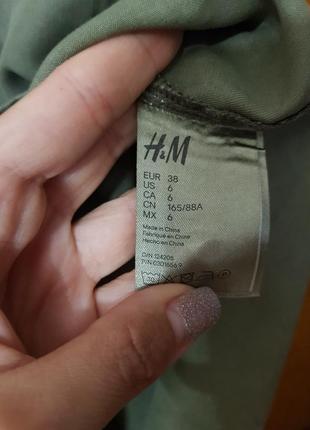 H&M
EUR 38
US 6
CA 6
CN 165/88A
MX 6
Made in China
Fabriqué en Chine
Hecho en China
D/N 124205